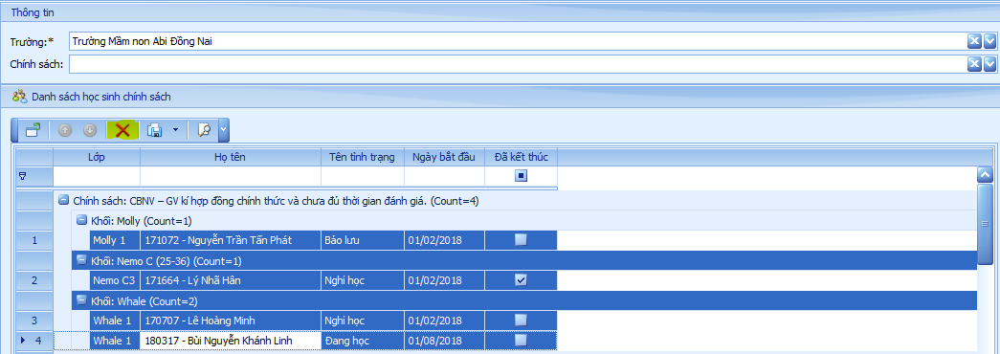 Thông tin
Trường:* Trường Mầm non Abi Đồng Nai
Chính sách:
Danh sách học sinh chính sách
Lớp Họ tên Tên tình trạng Ngày bắt đầu Đã kết thúc
Chính sách: CBNV – GV kí hợp đồng chính thức và chưa đủ thời gian đánh giá. (Count=4)
Khối: Molly (Count=1)
1 Molly 1 171072 - Nguyễn Trần Tấn Phát Bảo lưu 01/02/2018
Khối: Nemo C (25-36) (Count=1)
2 Nemo C3 171664 - Lý Nhã Hân Nghỉ học 01/02/2018
Khối: Whale (Count=2)
3 Whale 1 170707 - Lê Hoàng Minh Nghỉ học 01/02/2018
4 Whale 1 180317 - Bùi Nguyễn Khánh Linh Đang học 01/08/2018